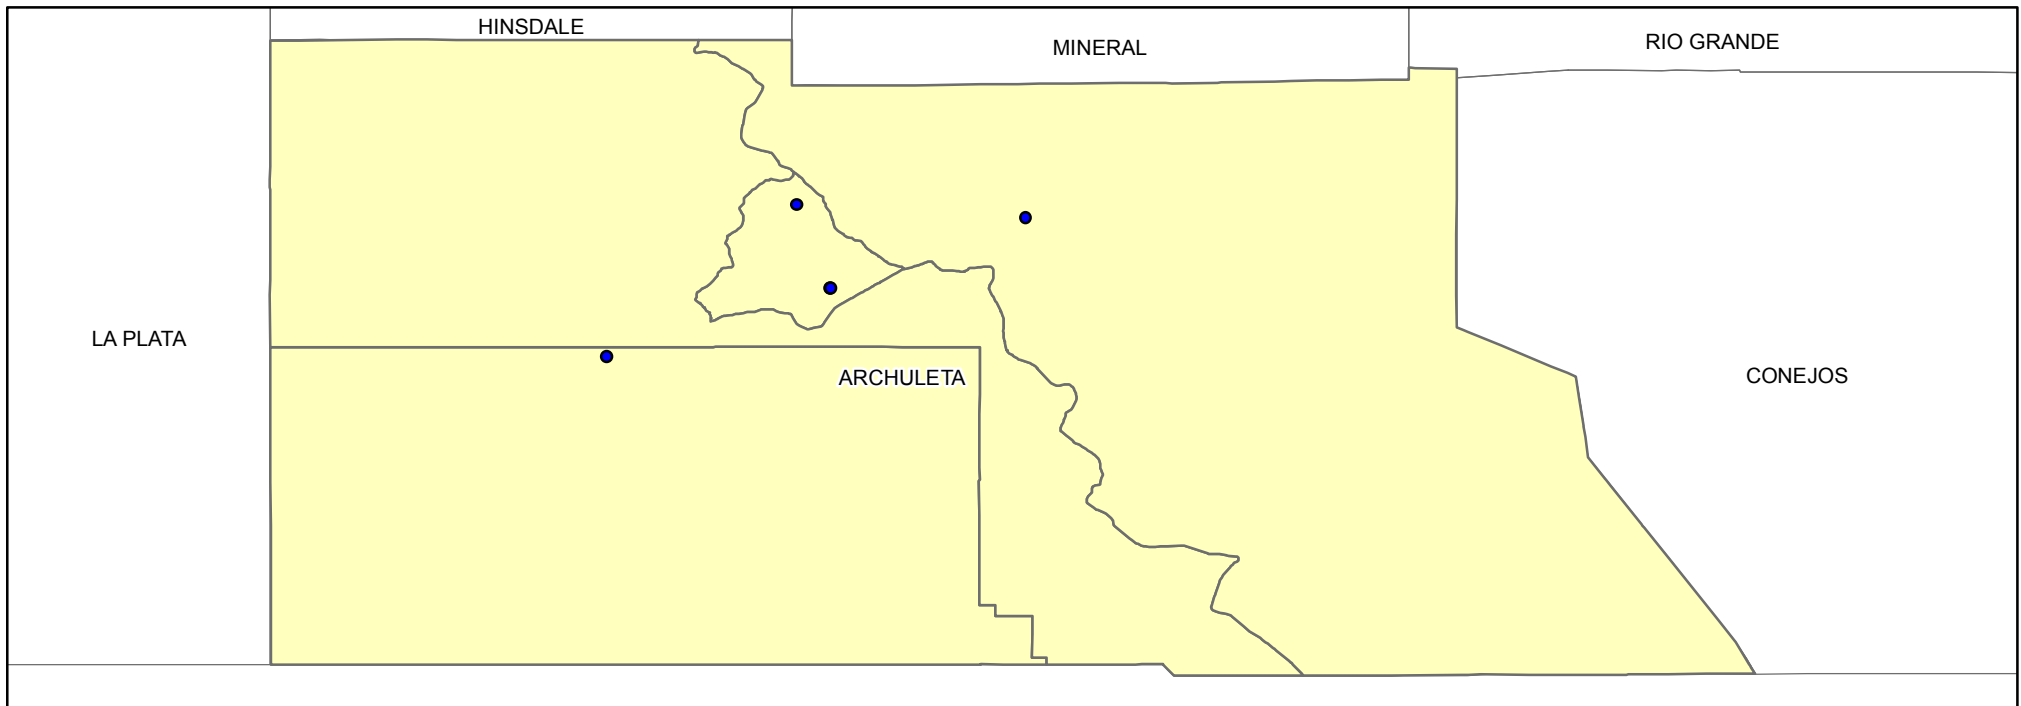 HINSDALE
MINERAL
RIO GRANDE
LA PLATA
ARCHULETA
CONEJOS